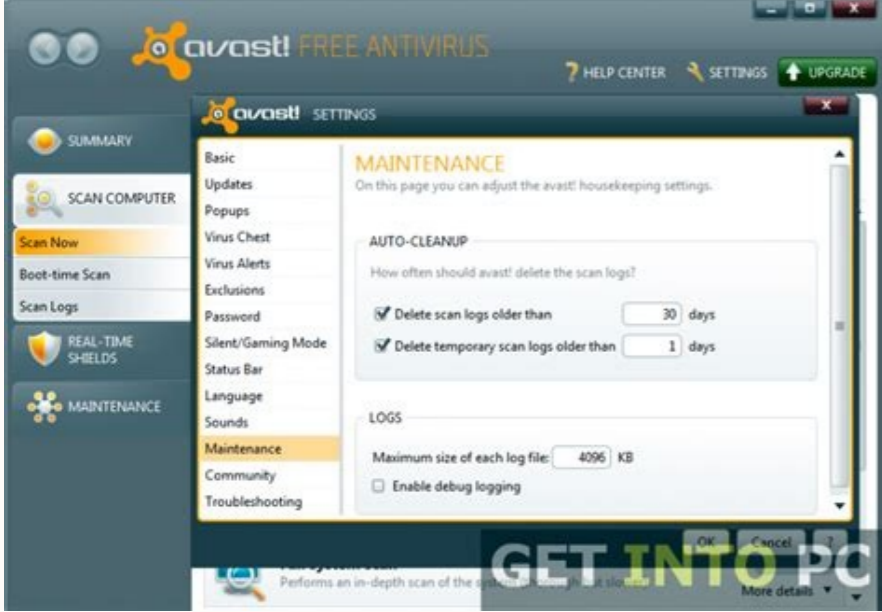 avast! FREE ANTIVIRUS
? HELP CENTER SETTINGS UPGRADE
SUMMARY
SCAN COMPUTER
Scan Now
Boot-time Scan
Scan Logs
REAL-TIME
SHIELDS
MAINTENANCE
avast! SETTINGS
Basic
Updates
Popups
Virus Chest
Virus Alerts
Exclusions
Password
Silent/Gaming Mode
Status Bar
Language
Sounds
Maintenance
Community
Troubleshooting
MAINTENANCE
On this page you can adjust the avast! housekeeping settings.
AUTO-CLEANUP
How often should avast! delete the scan logs?
Delete scan logs older than 30 days
Delete temporary scan logs older than 1 days
LOGS
Maximum size of each log file: 4096 KB
Enable debug logging
OK Cancel ?
Full system scan
Performs an in-depth scan of the system
More details
GET INTO PC